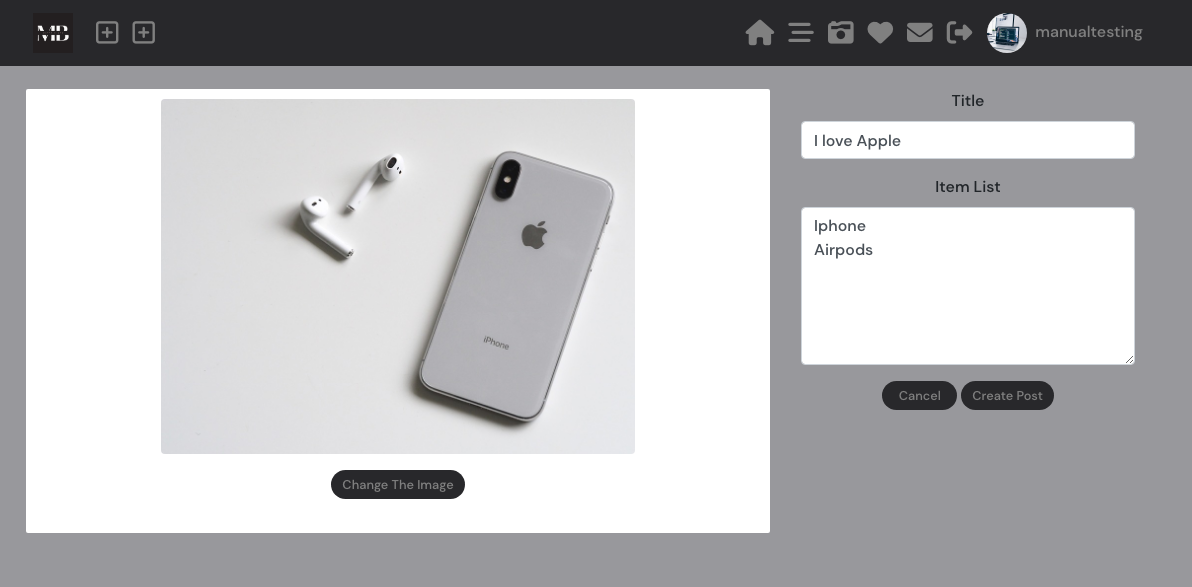 MB
manualtesting
Title
I love Apple
Item List
Iphone
Airpods
Cancel
Create Post
iPhone
Change The Image